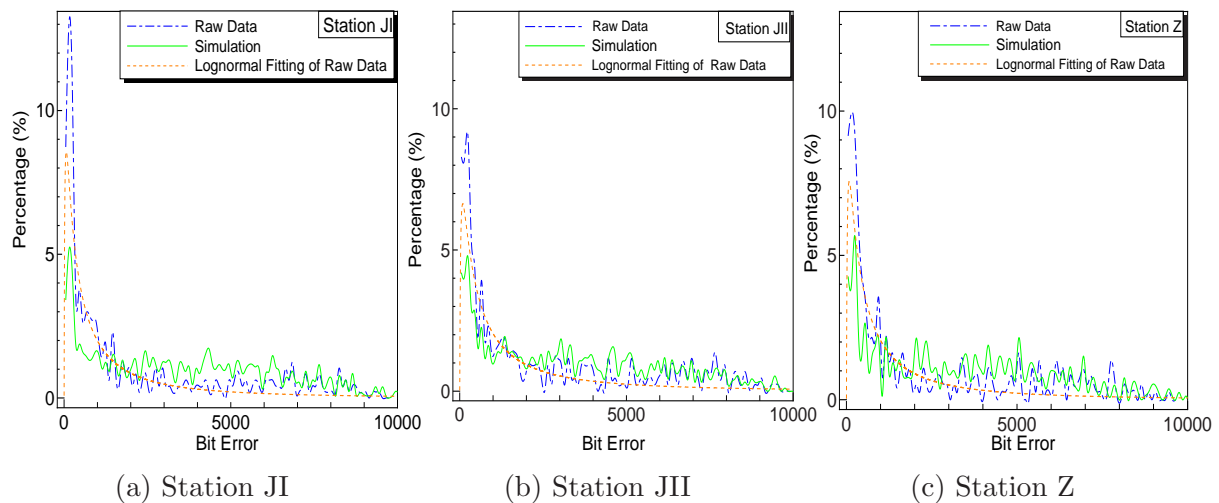 Raw Data
Station JI
Simulation
Lognormal Fitting of Raw Data
10
5
0
Percentage (%)
0
5000
10000
Bit Error
(a) Station JI
Raw Data
Station JIII
Simulation
Lognormal Fitting of Raw Data
10
5
0
Percentage (%)
0
5000
10000
Bit Error
(b) Station JIII
Raw Data
Station Z
Simulation
Lognormal Fitting of Raw Data
10
5
0
Percentage (%)
0
5000
10000
Bit Error
(c) Station Z